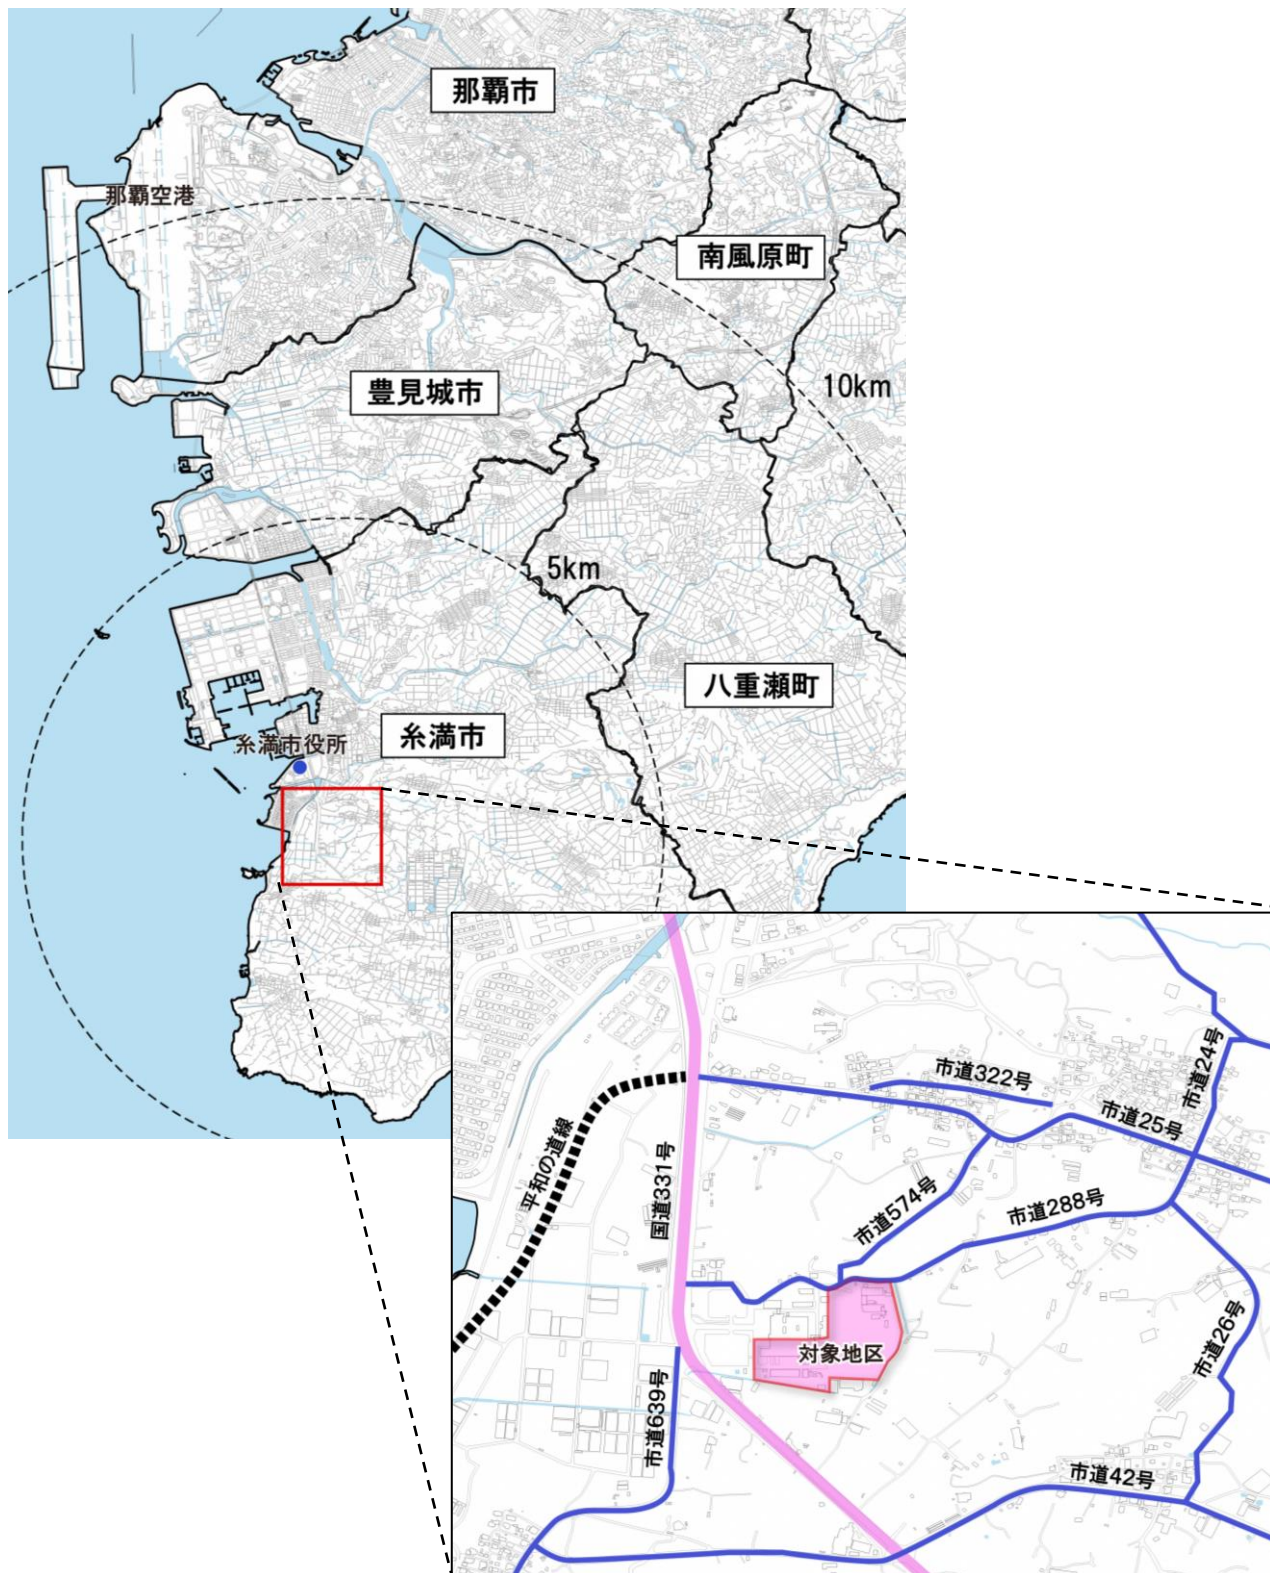 那覇市
那覇空港
南風原町
豊見城市
10km
5km
八重瀬町
糸満市
糸満市役所
市道24号
市道322号
市道25号
平和の道線
国道331号
市道574号
市道288号
市道26号
対象地区
市道639号
市道42号